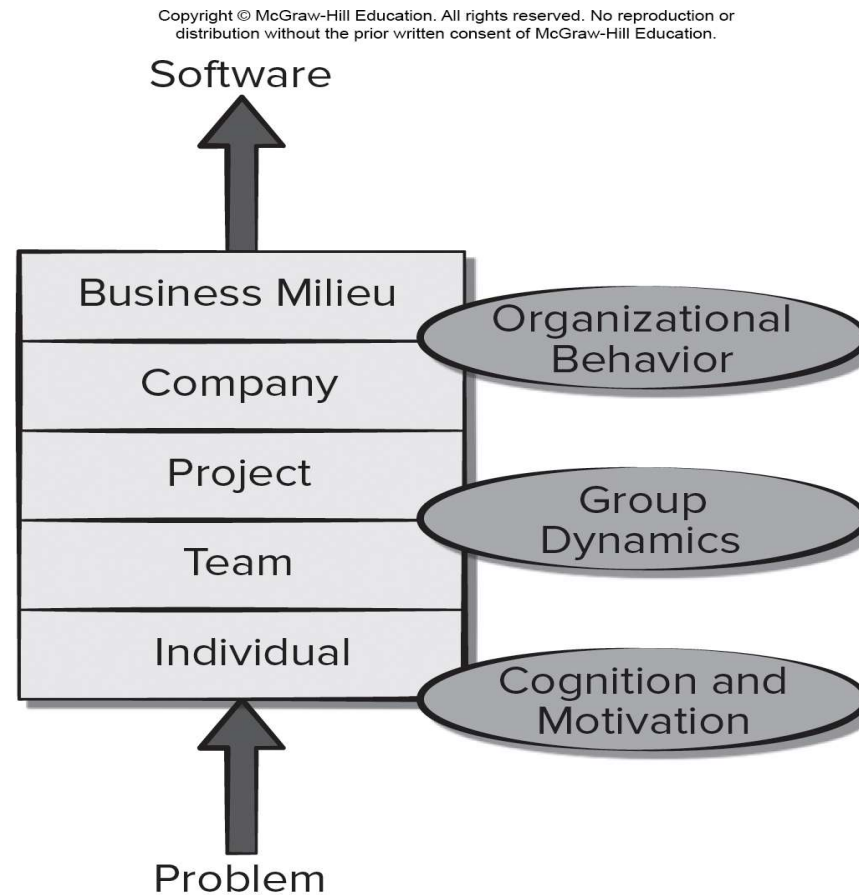 Copyright © McGraw-Hill Education. All rights reserved. No reproduction or
distribution without the prior written consent of McGraw-Hill Education.
Software
Business Milieu
Organizational
Behavior
Company
Project
Group
Dynamics
Team
Individual
Cognition and
Motivation
Problem